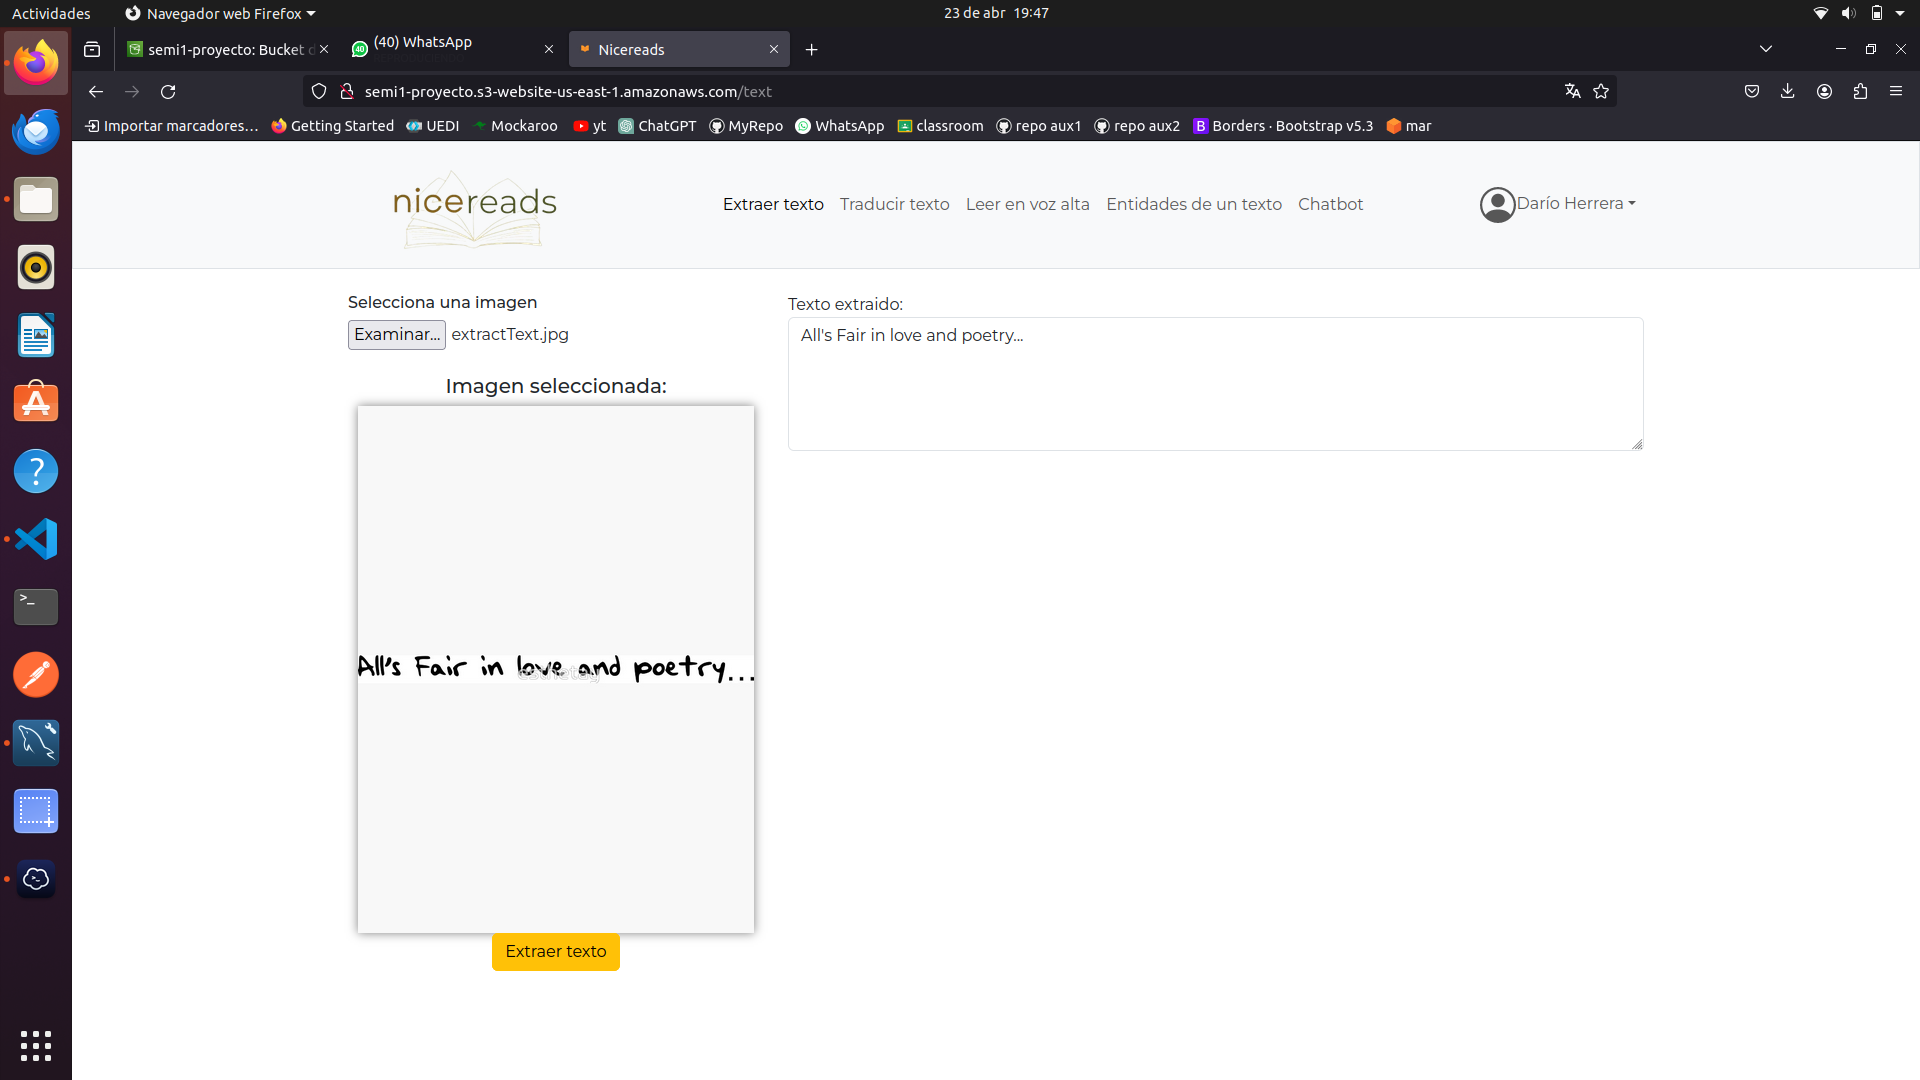 Actividades
Navegador web Firefox
23 de abr 19:47
semi1-proyecto: Bucket d
(40) WhatsApp
Nicereads
semi1-proyecto.s3-website-us-east-1.amazonaws.com/text
Importar marcadores...
Getting Started
UEDI
Mockaroo
yt
ChatGPT
MyRepo
WhatsApp
classroom
repo aux1
repo aux2
Borders · Bootstrap v5.3
mar
nicereads
Extraer texto
Traducir texto
Leer en voz alta
Entidades de un texto
Chatbot
Darío Herrera
Selecciona una imagen
Examinar... extractText.jpg
Imagen seleccionada:
All's Fair in love and poetry...
Extraer texto
Texto extraido:
All's Fair in love and poetry...